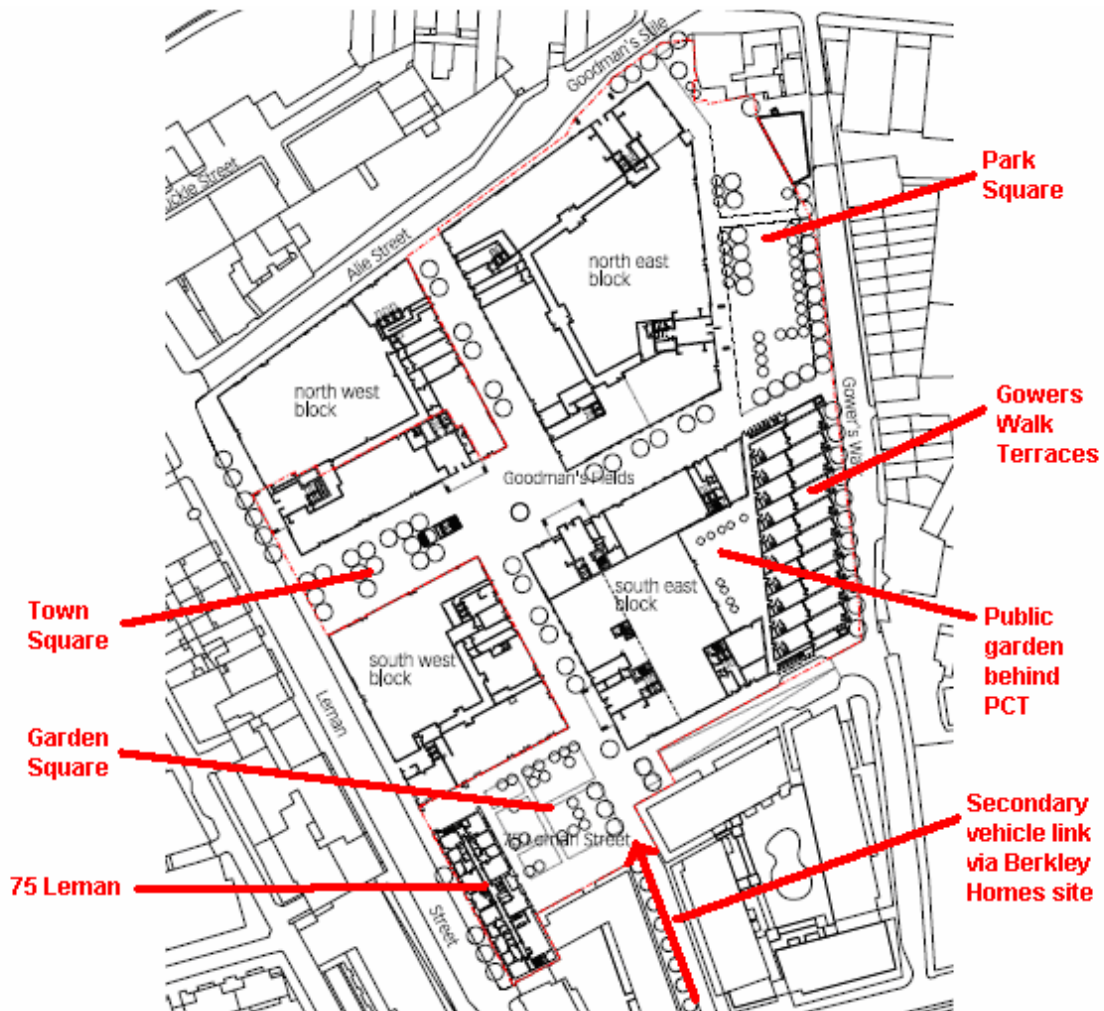 Goodman's Stile
Park
Square
uckle Street
Alie Street
north east
block
north west
block
Gowers
Walk
Terraces
Gower's Wa
Goodman's Fields
Town
Square
south east
block
Public
garden
behind
PCT
south west
block
Leman
Garden
Square
75 Leman Street
Secondary
vehicle link
via Berkley
Homes site
75 Leman
Street